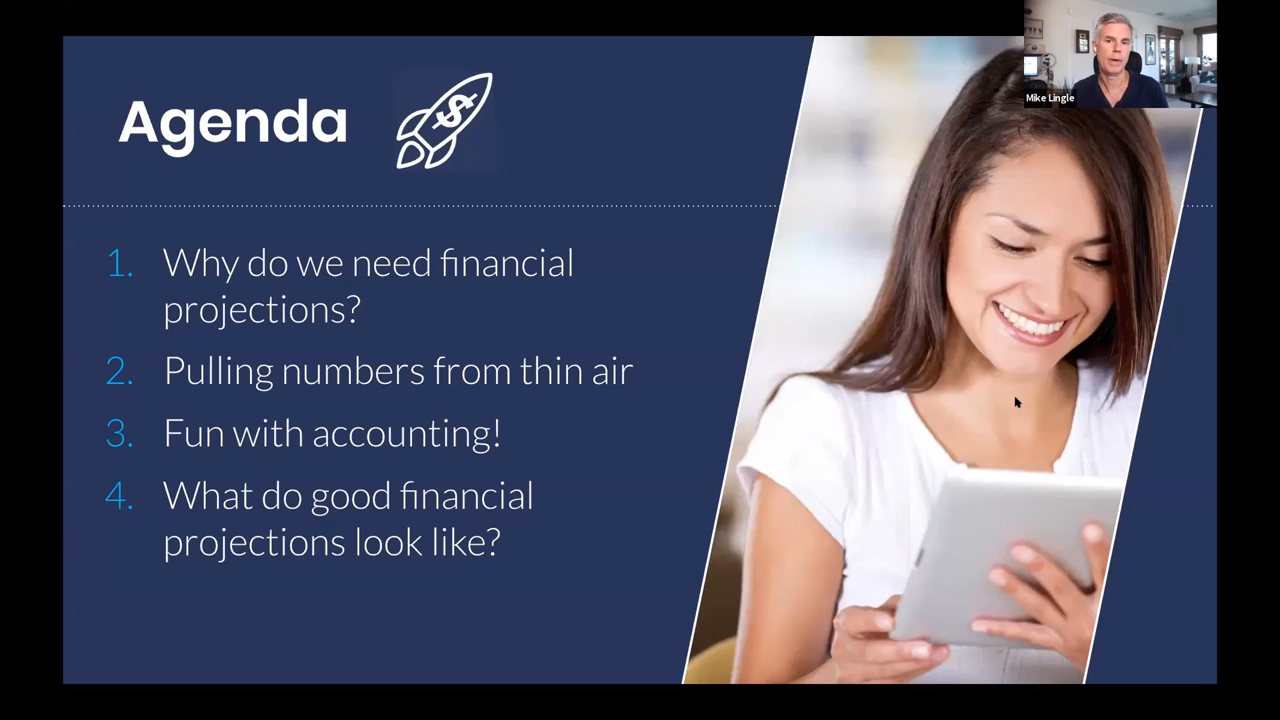 Mike Lingle
Agenda
$
1. Why do we need financial
projections?
2. Pulling numbers from thin air
3. Fun with accounting!
4. What do good financial
projections look like?